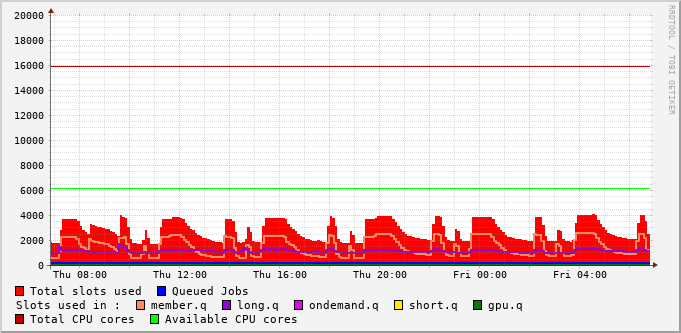 20000
18000
16000
14000
12000
10000
8000
6000
4000
2000
0
Thu 08:00 Thu 12:00 Thu 16:00 Thu 20:00 Fri 00:00 Fri 04:00
Total slots used Queued Jobs
Slots used in : member.q long.q ondemand.q short.q gpu.q
Total CPU cores Available CPU cores
RRDTOOL / TOBI OETIKER